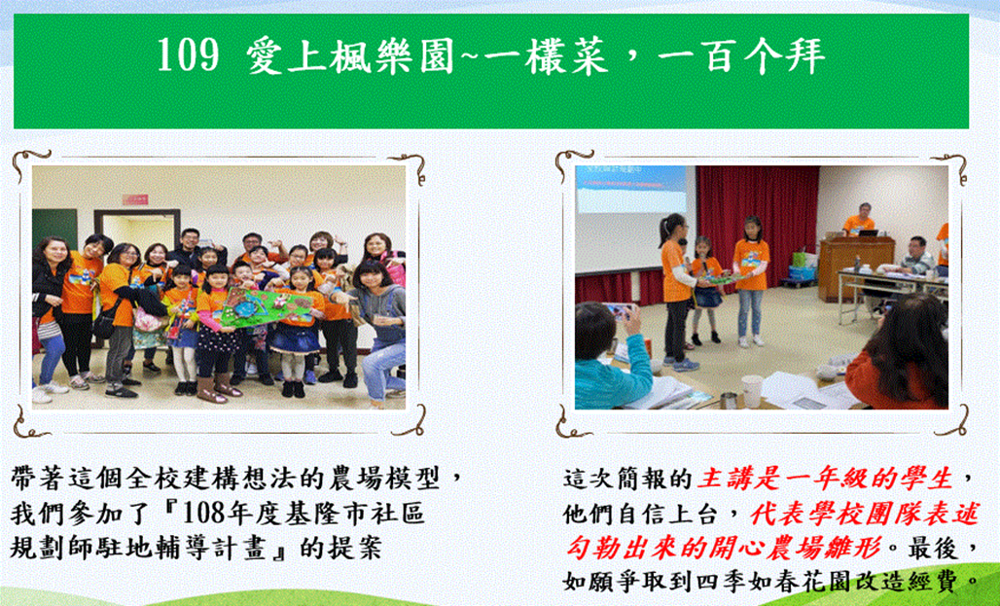 109 愛上楓樂園~一欉菜，一百个拜
帶著這個全校建構想法的農場模型，
我們參加了『108年度基隆市社區
規劃師駐地輔導計畫』的提案
這次簡報的主講是一年級的學生，
他們自信上台，代表學校團隊表述
勾勒出來的開心農場雛形。最後，
如願爭取到四季如春花園改造經費。